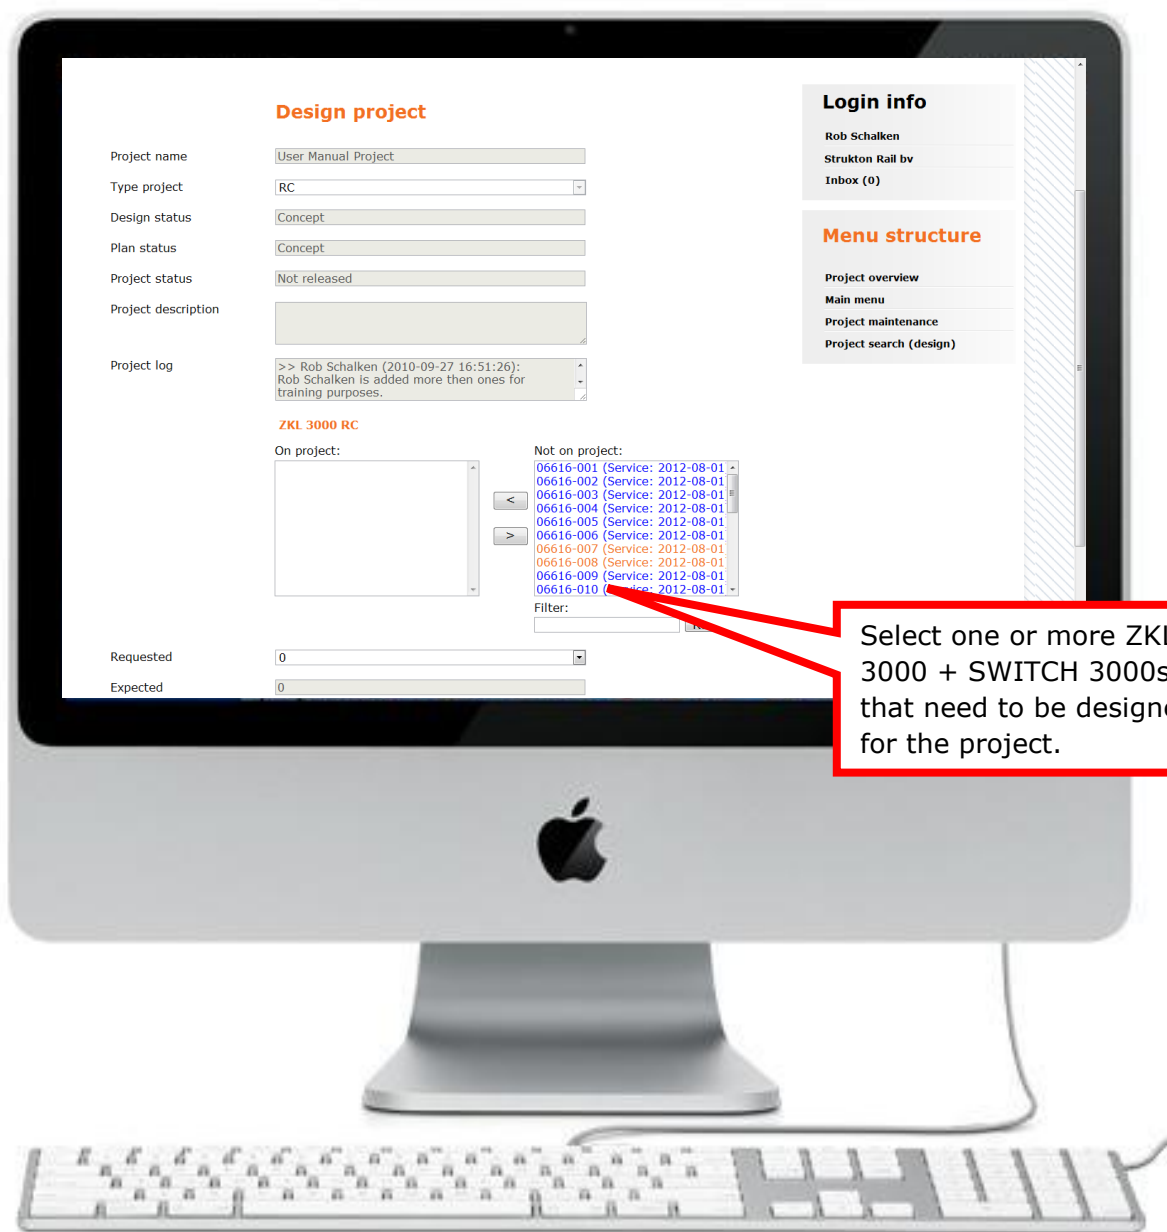 Design project
Project name
User Manual Project
Type project
RC
Design status
Concept
Plan status
Concept
Project status
Not released
Project description
Project log
>> Rob Schalken (2010-09-27 16:51:26):
Rob Schalken is added more then ones for
training purposes.
ZKL 3000 RC
On project:
Not on project:
06616-001 (Service: 2012-08-01
06616-002 (Service: 2012-08-01
06616-003 (Service: 2012-08-01
06616-004 (Service: 2012-08-01
06616-005 (Service: 2012-08-01
06616-006 (Service: 2012-08-01
06616-007 (Service: 2012-08-01
06616-008 (Service: 2012-08-01
06616-009 (Service: 2012-08-01
06616-010 (Service: 2012-08-01
<
>
Filter:
Requested
0
Expected
0
Login info
Rob Schalken
Strukton Rail bv
Inbox (0)
Menu structure
Project overview
Main menu
Project maintenance
Project search (design)
Select one or more ZKL
3000 + SWITCH 3000s
that need to be designe
for the project.